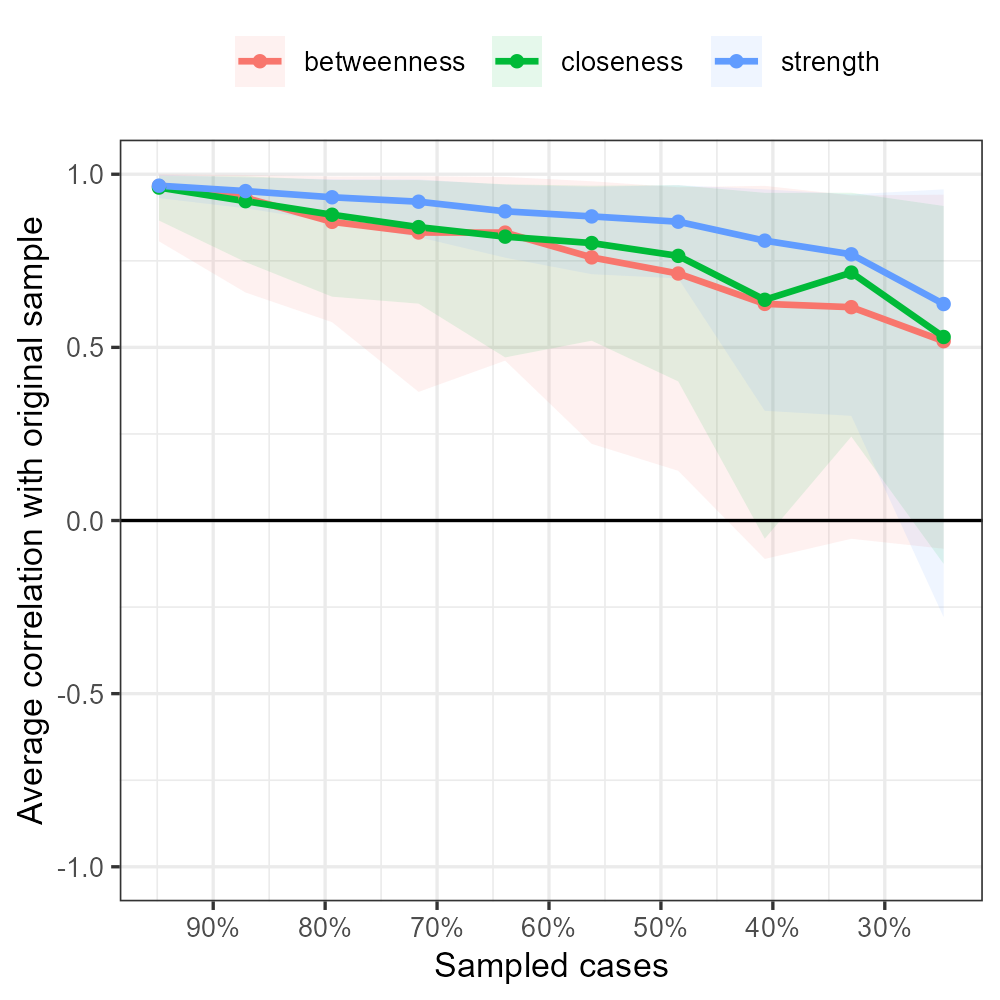 betweenness closeness strength
Average correlation with original sample
1.0
0.5
0.0
-0.5
-1.0
90% 80% 70% 60% 50% 40% 30%
Sampled cases